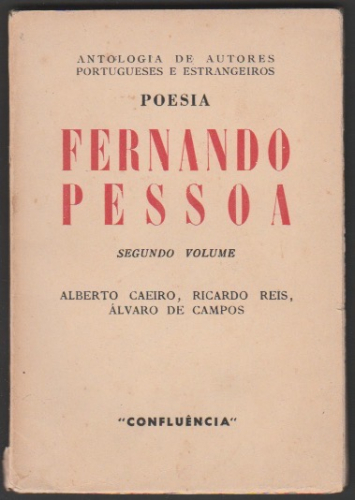 ANTOLOGIA DE AUTORES
PORTUGUESES E ESTRANGEIROS
POESIA
FERNANDO
PESSOA
SEGUNDO VOLUME
ALBERTO CAEIRO, RICARDO REIS,
ÁLVARO DE CAMPOS
"CONFLUÊNCIA"